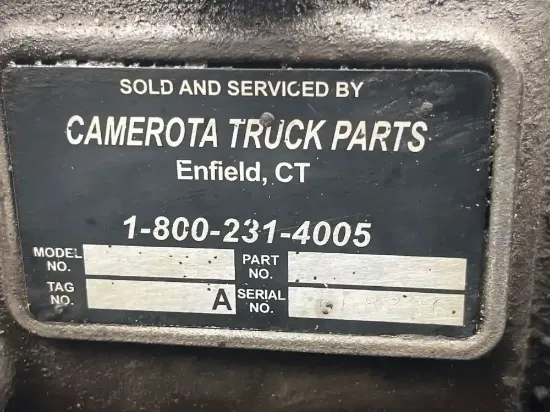 SOLD AND SERVICED BY
CAMEROTA TRUCK PARTS
Enfield, CT
1-800-231-4005
MODEL NO. PART NO.
TAG NO. A SERIAL NO.